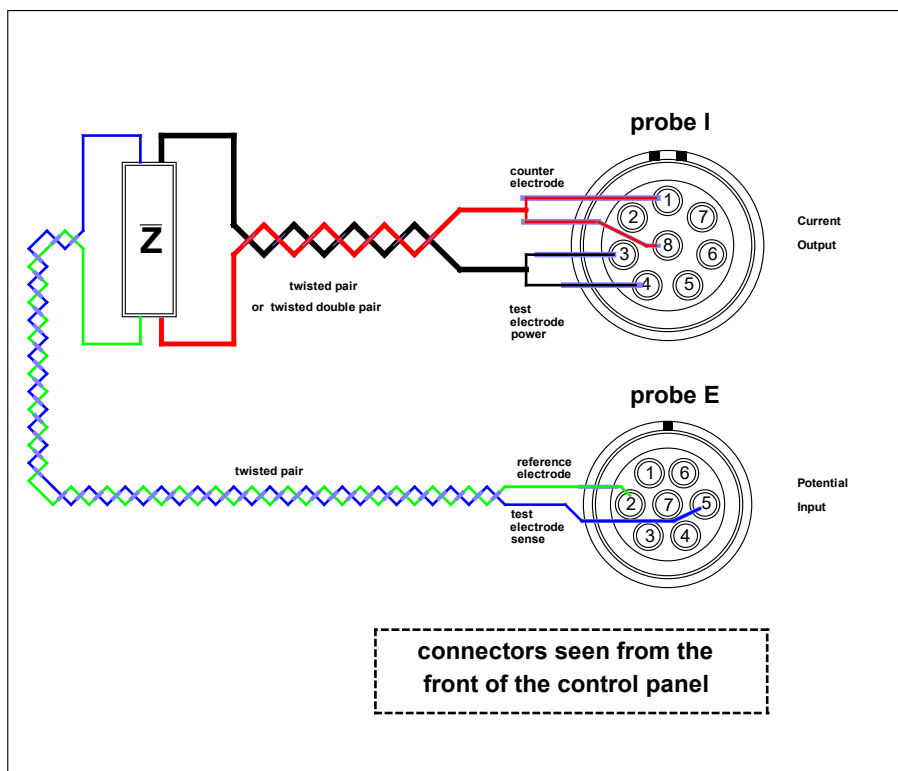 probe I
counter
electrode
1
2
7
8
3
6
4
5
Current
Output
Z
twisted pair
or twisted double pair
test
electrode
power
probe E
reference
electrode
1
6
2
7
5
3
4
Potential
Input
twisted pair
test
electrode
sense
connectors seen from the
front of the control panel